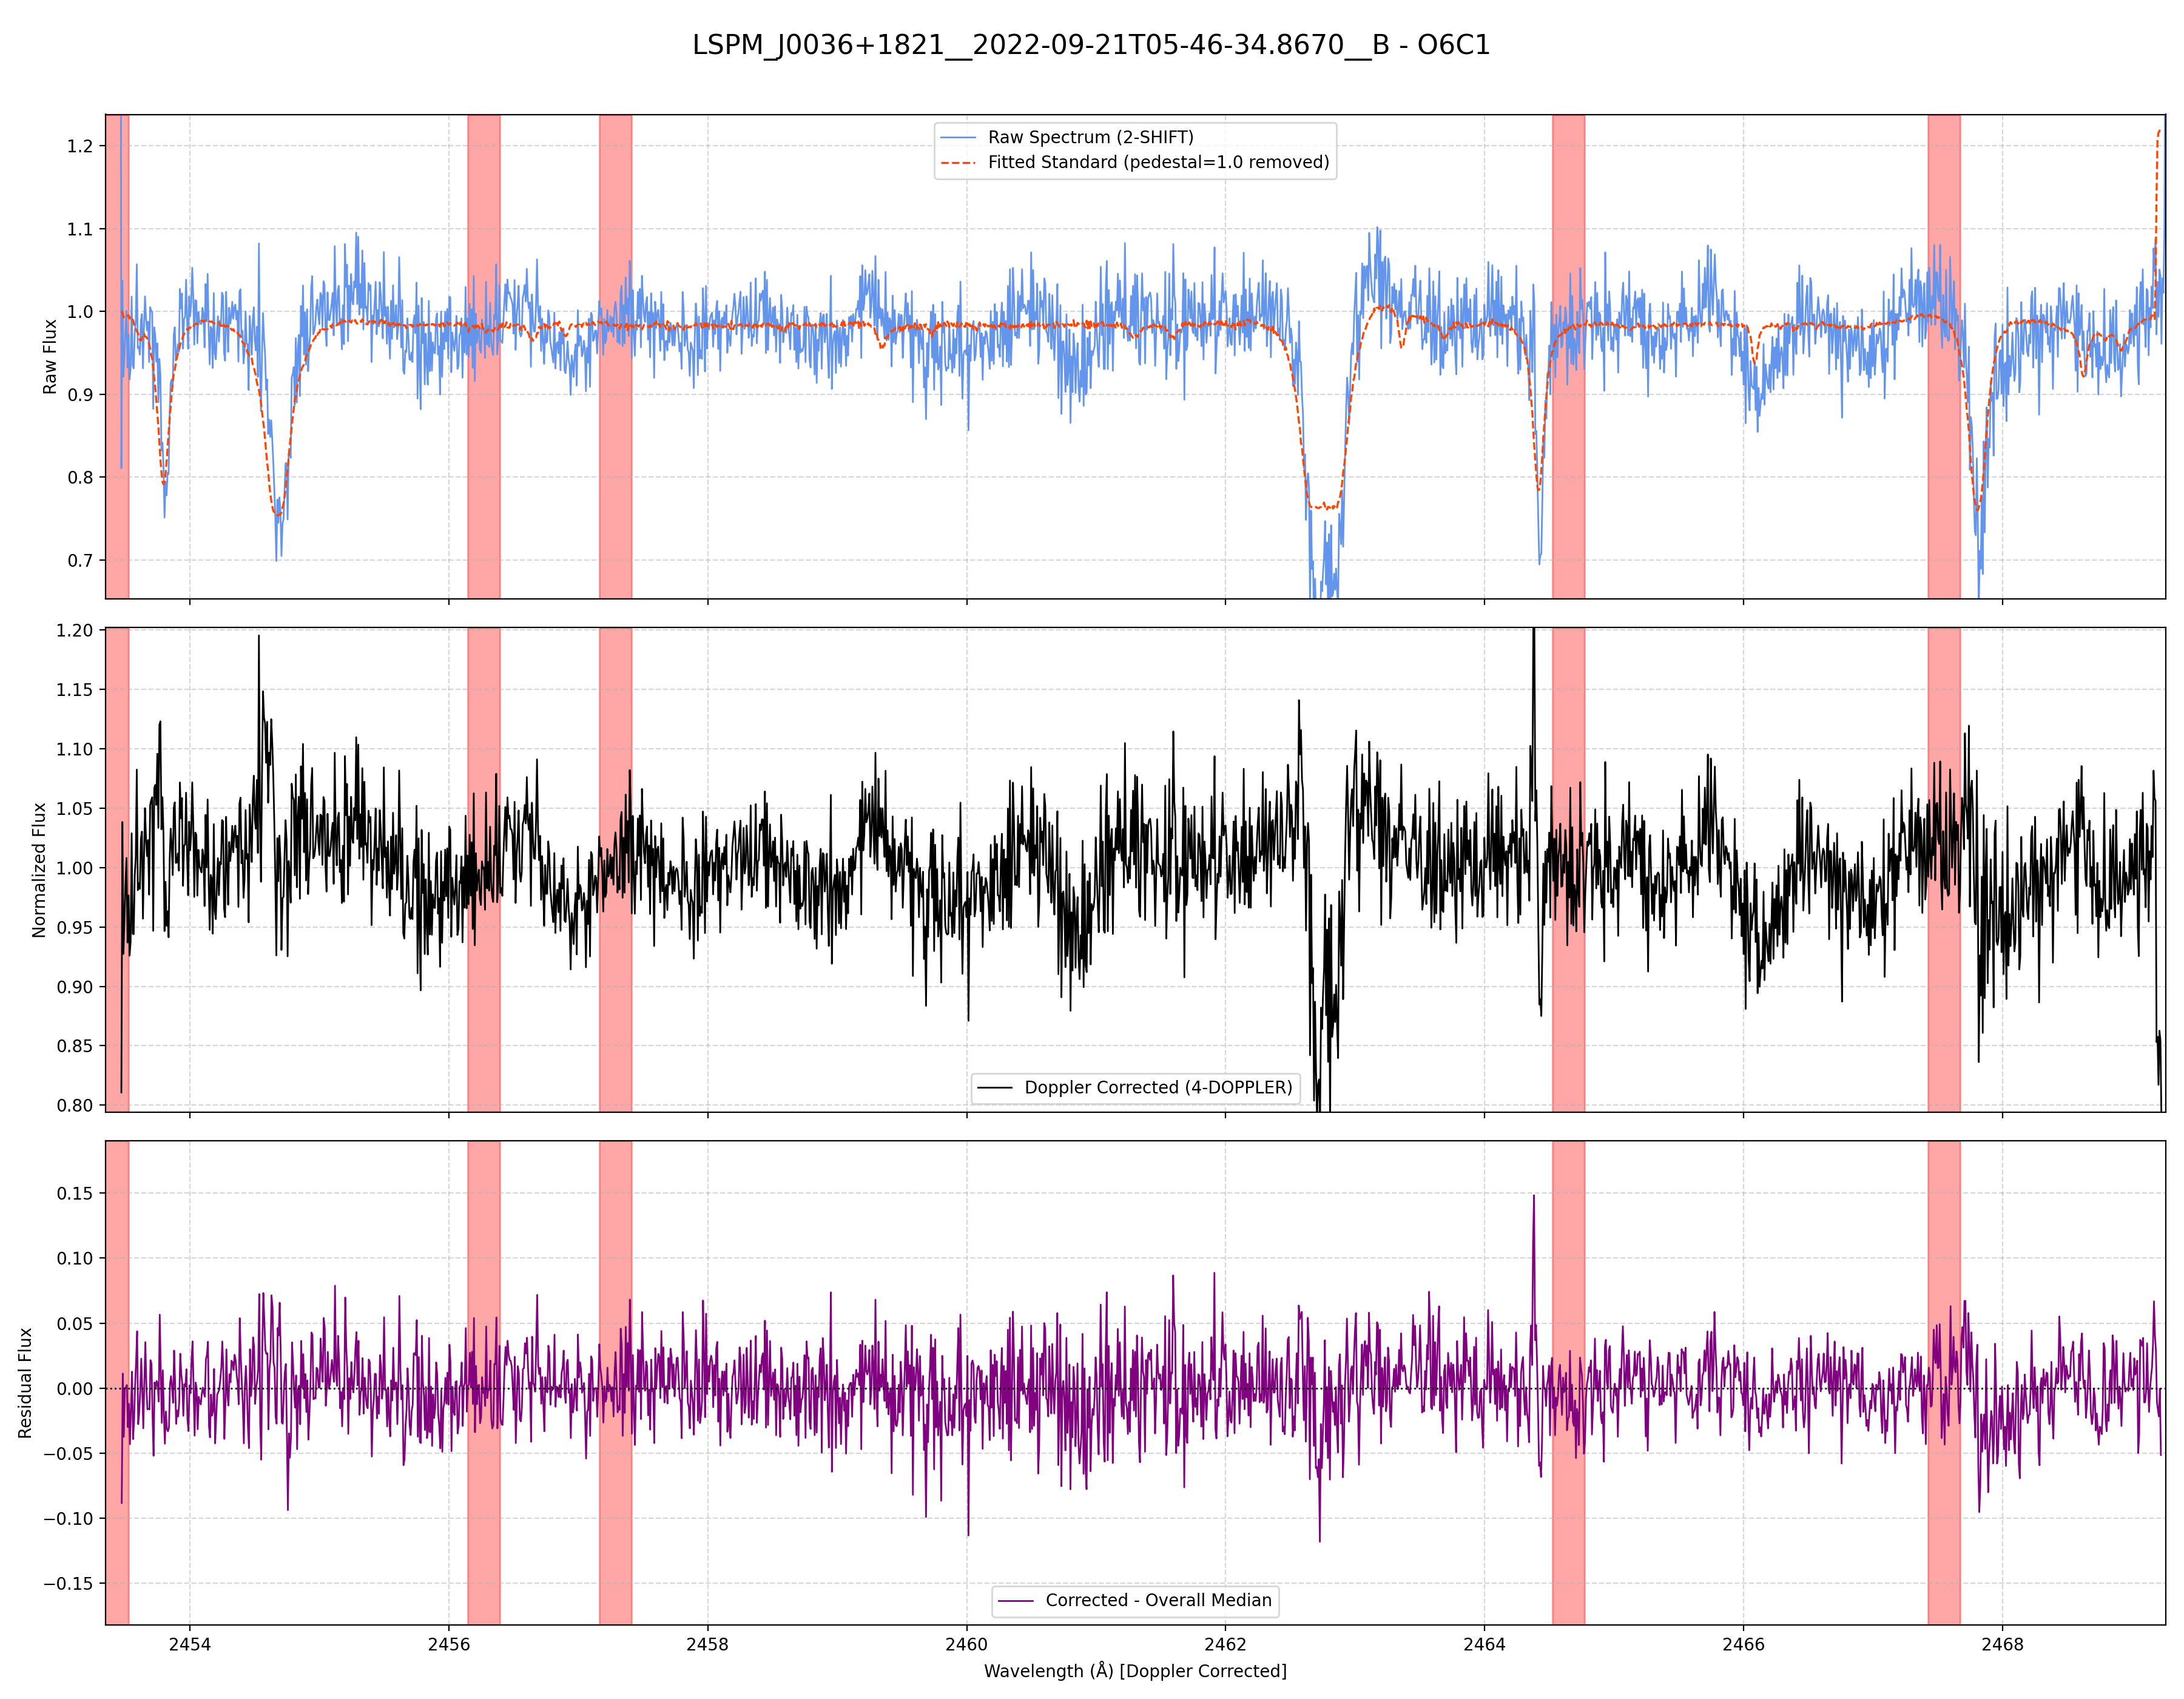 LSPM_J0036+1821__2022-09-21T05-46-34.8670__B - O6C1
Raw Flux
1.2
1.1
1.0
0.9
0.8
0.7
Raw Spectrum (2-SHIFT)
Fitted Standard (pedestal=1.0 removed)
Normalized Flux
1.20
1.15
1.10
1.05
1.00
0.95
0.90
0.85
0.80
Doppler Corrected (4-DOPPLER)
Residual Flux
0.15
0.10
0.05
0.00
−0.05
−0.10
−0.15
Corrected - Overall Median
2454 2456 2458 2460 2462 2464 2466 2468
Wavelength (Å) [Doppler Corrected]